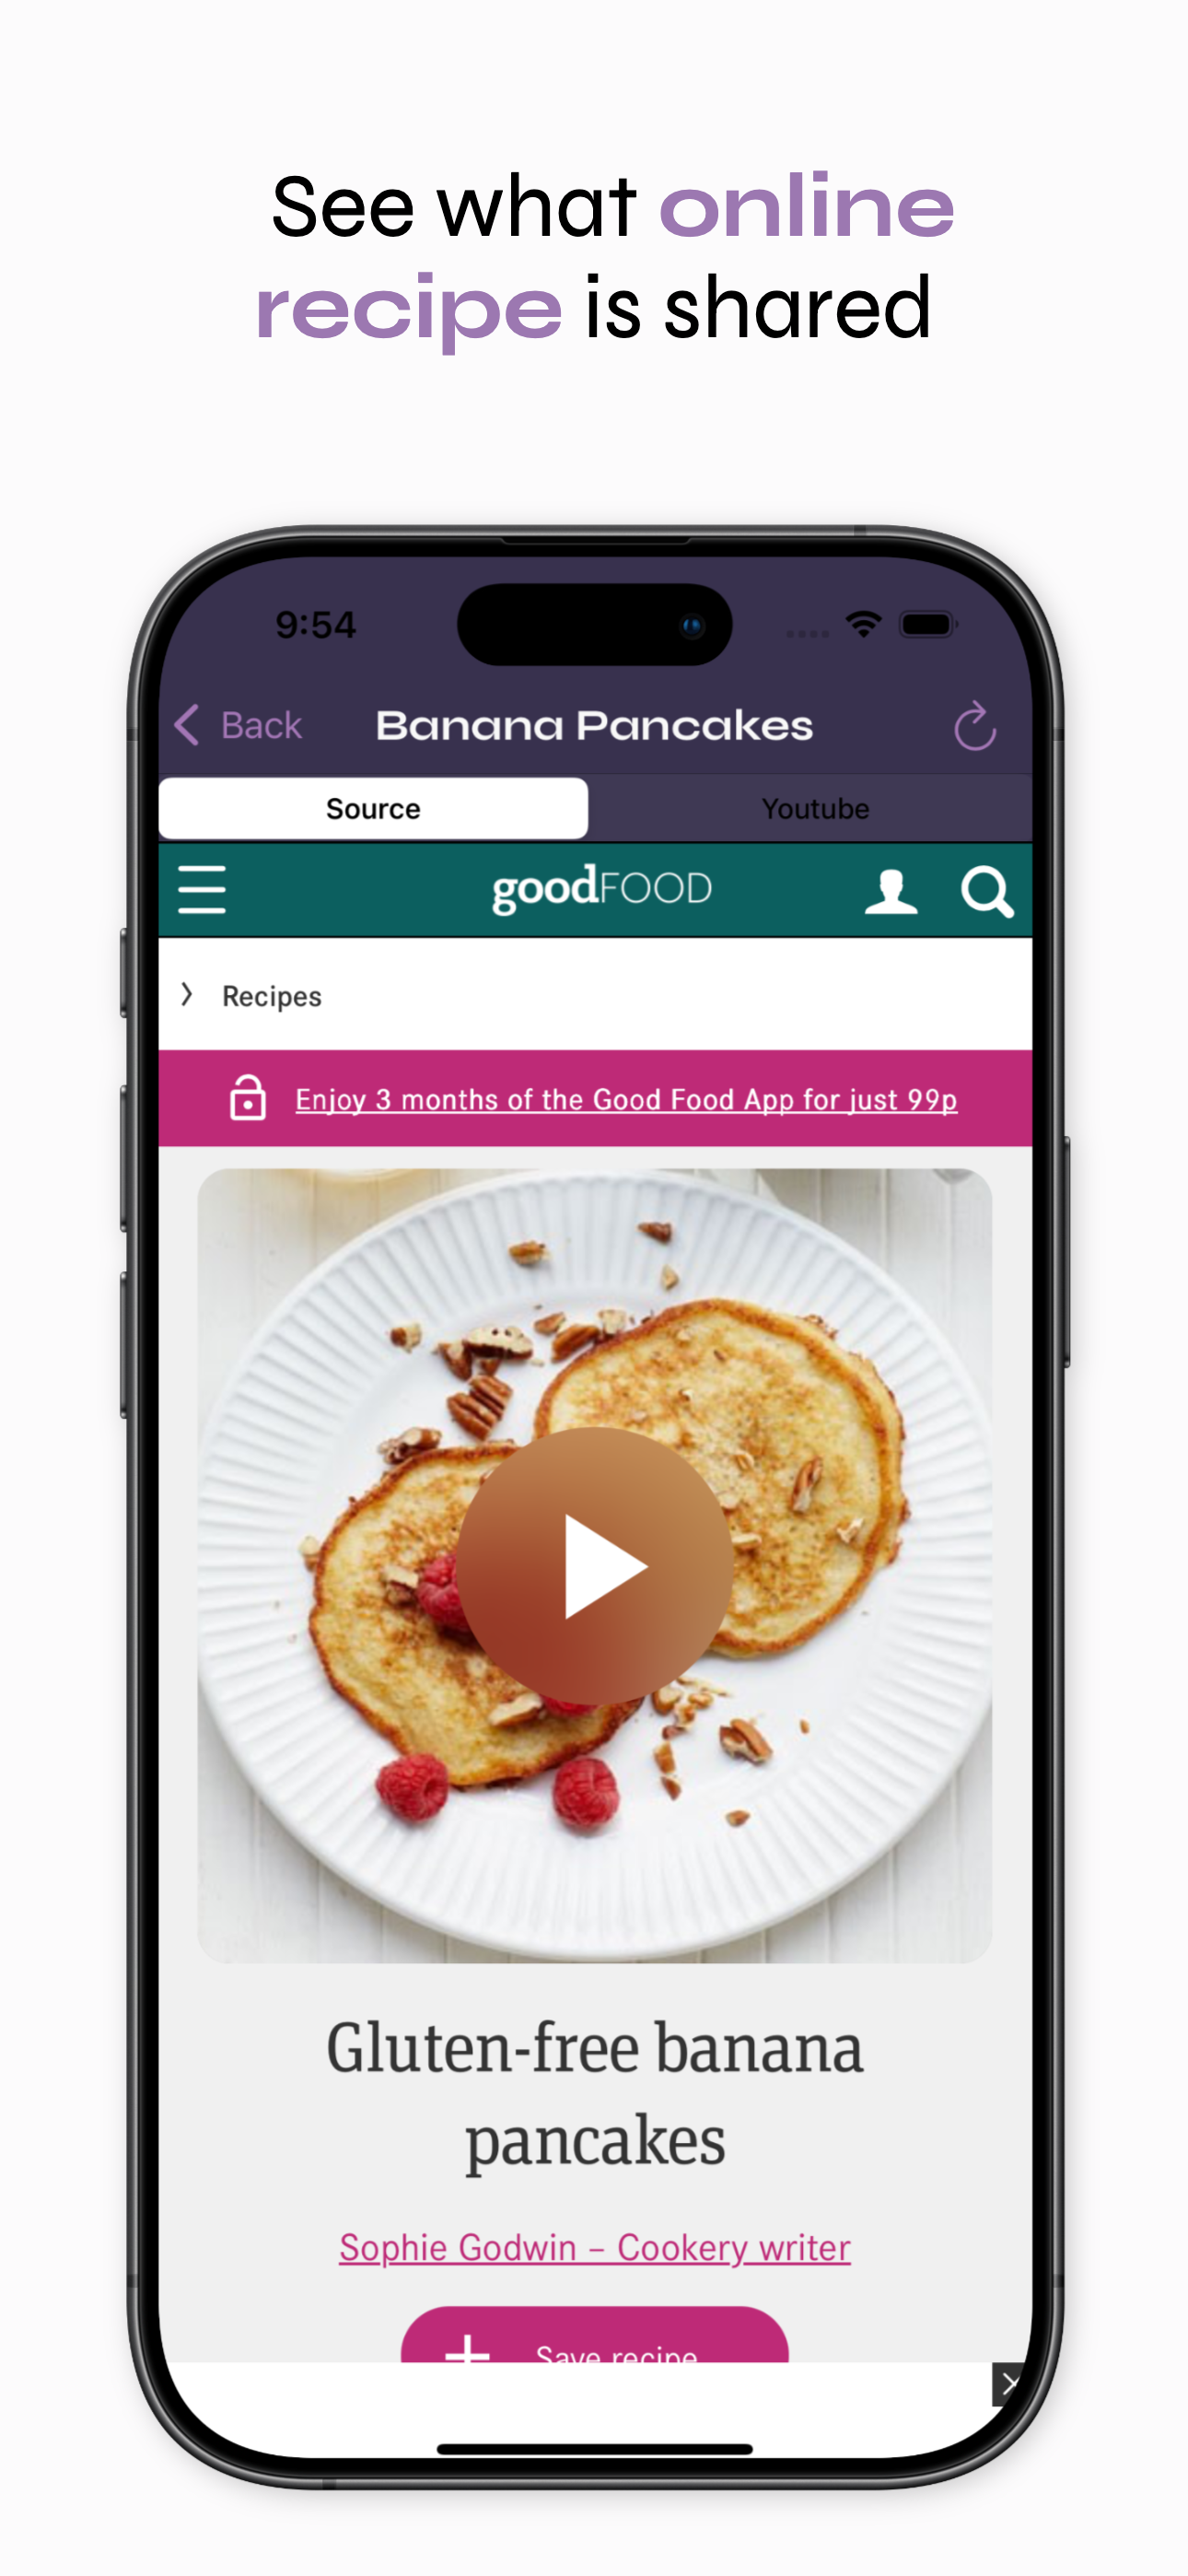 See what online
recipe is shared
9:54
Back
Banana Pancakes
Source
Youtube
goodFOOD
Recipes
Enjoy 3 months of the Good Food App for just 99p
Gluten-free banana
pancakes
Sophie Godwin – Cookery writer
Save recipe